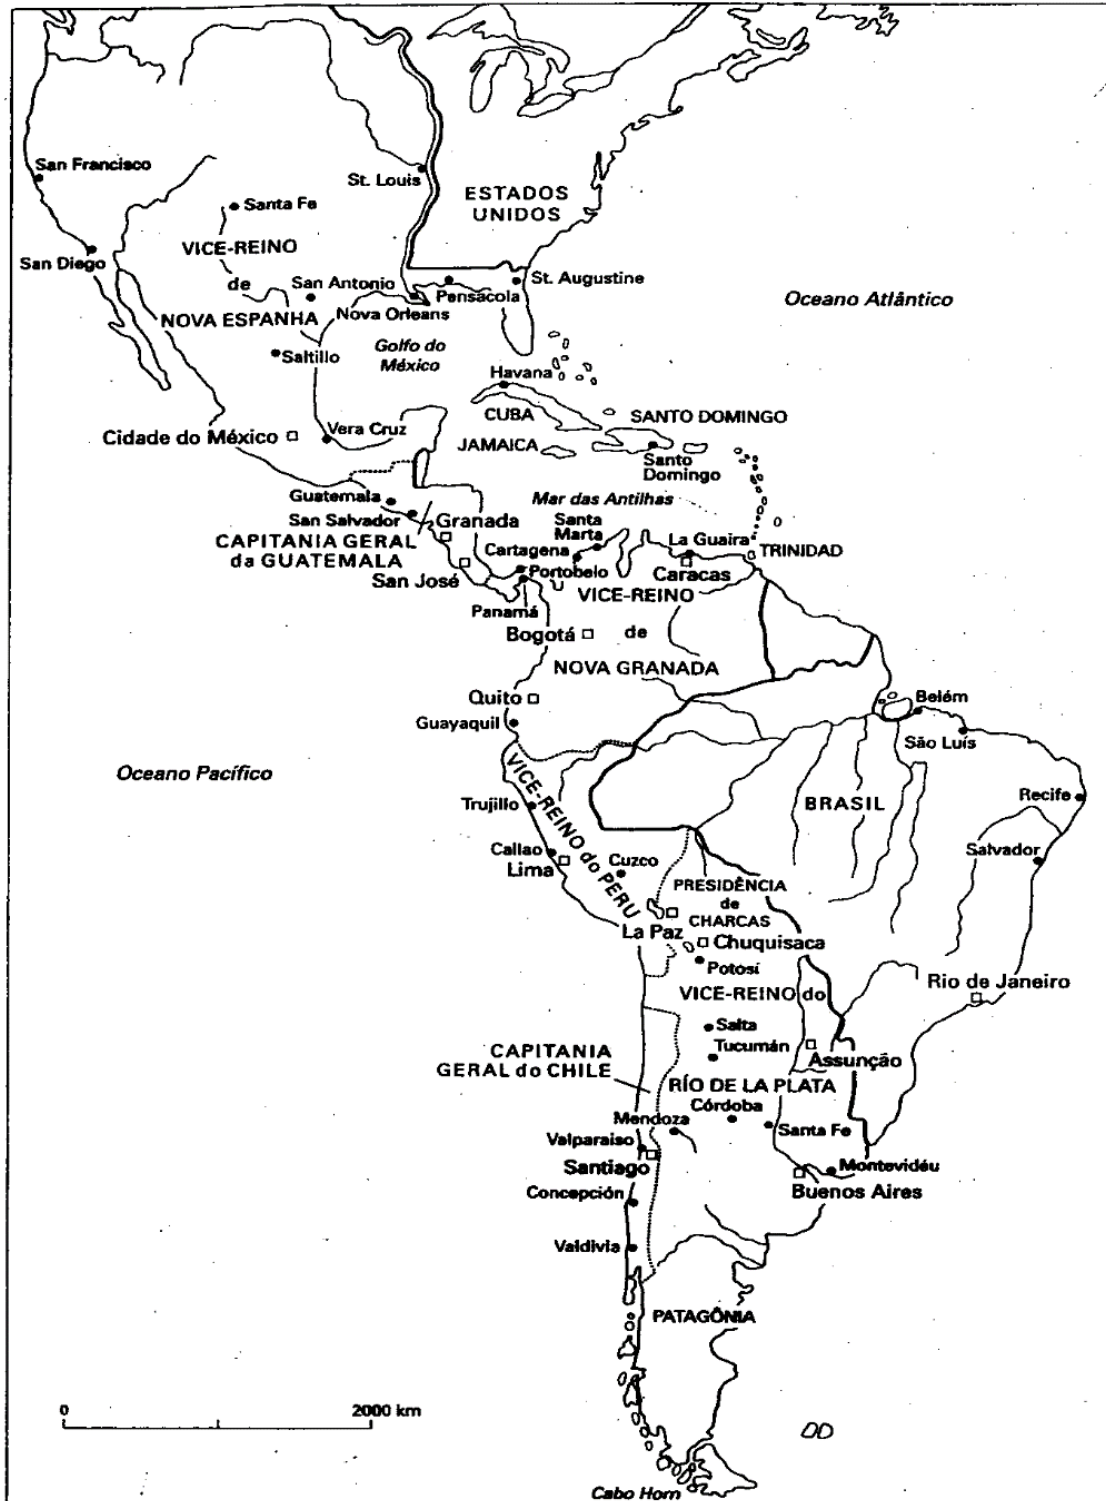 San Francisco
St. Louis
ESTADOS
UNIDOS
Santa Fe
VICE-REINO
San Diego
de
San Antonio
Pensacola
St. Augustine
Oceano Atlântico
NOVA ESPANHA
Nova Orleans
Golfo do
México
Saltillo
Havana
CUBA
SANTO DOMINGO
Cidade do México
Vera Cruz
JAMAICA
Santo
Domingo
Guatemala
Mar das Antilhas
San Salvador
Granada
Santa
Marta
CAPITANIA GERAL
da GUATEMALA
La Guaira
TRINIDAD
Cartagena
San José
Portobelo
Caracas
Panamá
VICE-REINO
Bogotá
de
NOVA GRANADA
Quito
Belém
Guayaquil
São Luís
Oceano Pacífico
VICE-REINO do PERU
Trujillo
BRASIL
Recife
Callao
Lima
Cuzco
Salvador
PRESIDÊNCIA
de
CHARCAS
La Paz
Chuquisaca
Potosí
Rio de Janeiro
VICE-REINO do
Salta
Tucumán
CAPITANIA
GERAL do CHILE
Assunção
RÍO DE LA PLATA
Córdoba
Mendoza
Santa Fe
Valparaiso
Santiago
Montevidéu
Buenos Aires
Concepción
Valdivia
PATAGÔNIA
0
2000 km
Cabo Horn